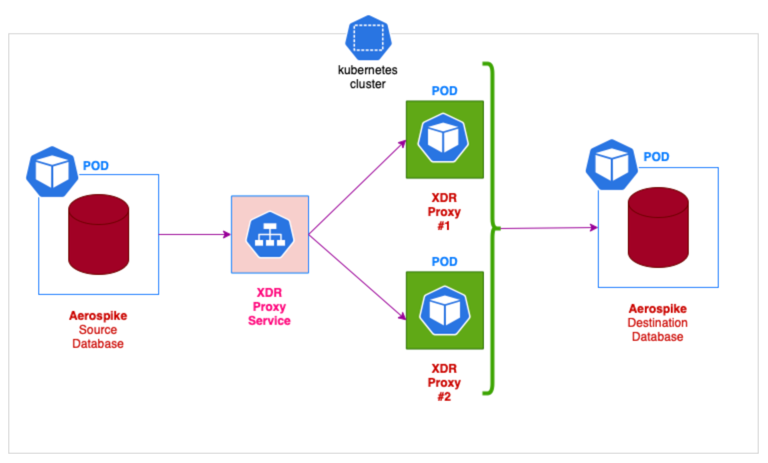 kubernetes
cluster
POD
Aerospike
Source
Database
XDR
Proxy
Service
POD
XDR
Proxy
#1
POD
XDR
Proxy
#2
POD
Aerospike
Destination
Database